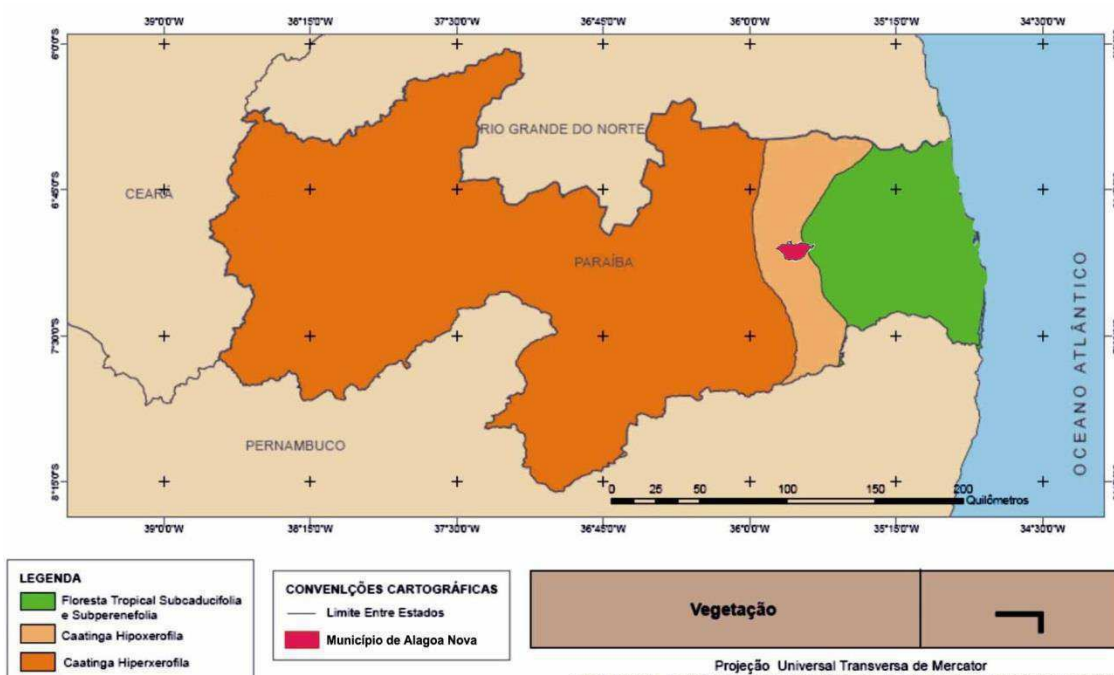 39°0'0"W 38°15'0"W 37°30'0"W 36°45'0"W 36°0'0"W 35°15'0"W 34°30'0"W
6°0'0"S
RIO GRANDE DO NORTE
CEARÁ
6°45'0"S
PARAÍBA
OCEANO ATLÂNTICO
7°30'0"S
PERNAMBUCO
8°15'0"S
0 25 50 100 150 200
Quilômetros
39°0'0"W 38°15'0"W 37°30'0"W 36°45'0"W 36°0'0"W 35°15'0"W 34°30'0"W
LEGENDA
Floresta Tropical Subcaducifolia
e Subperenefolia
Caatinga Hipoxerofila
Caatinga Hiperxerofila
CONVENLÇÕES CARTOGRÁFICAS
Limite Entre Estados
Município de Alagoa Nova
Vegetação
Projeção Universal Transversa de Mercator